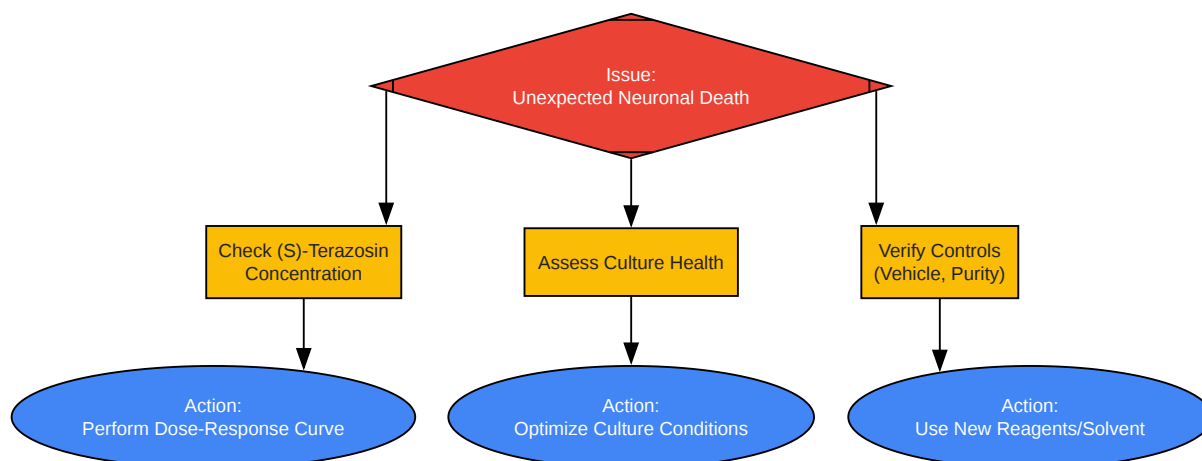 Issue:
Unexpected Neuronal Death
Check (S)-Terazosin
Concentration
Assess Culture Health
Verify Controls
(Vehicle, Purity)
Action:
Perform Dose-Response Curve
Action:
Optimize Culture Conditions
Action:
Use New Reagents/Solvent